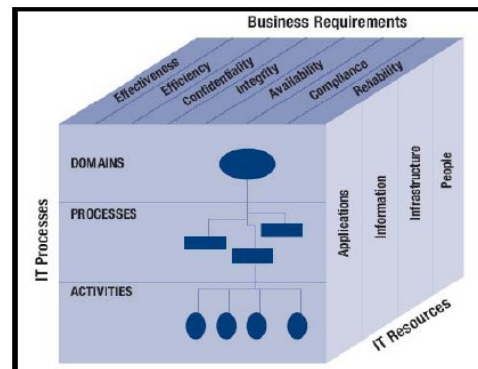 Business Requirements
Effectiveness
Efficiency
Confidentiality
Integrity
Availability
Compliance
Reliability
IT Processes
DOMAINS
PROCESSES
ACTIVITIES
Applications
Information
Infrastructure
People
IT Resources